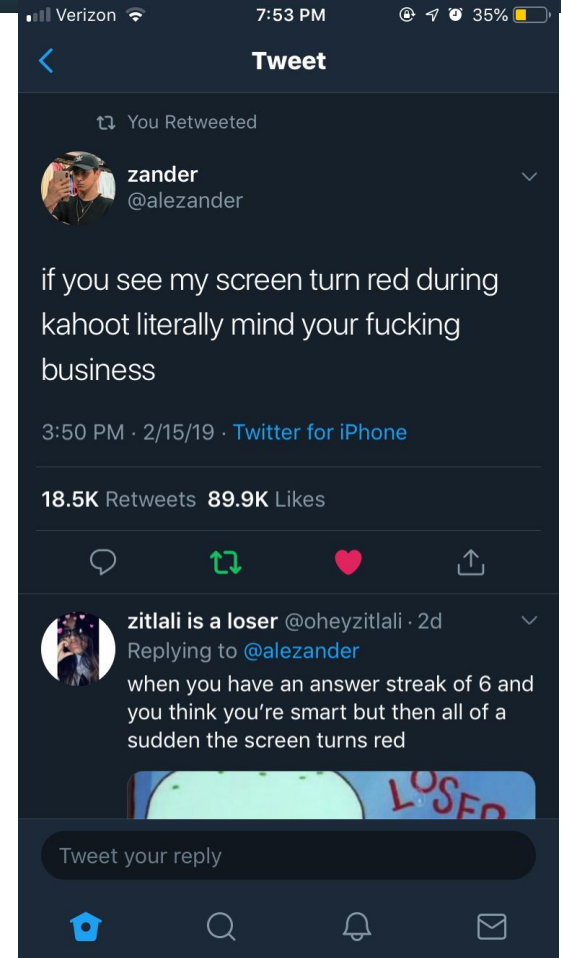 Verizon 7:53 PM 35%
Tweet
You Retweeted
zander
@alezander
if you see my screen turn red during
kahoot literally mind your fucking
business
3:50 PM · 2/15/19 · Twitter for iPhone
18.5K Retweets 89.9K Likes
zitlali is a loser @oheyzitlali · 2d
Replying to @alezander
when you have an answer streak of 6 and
you think you're smart but then all of a
sudden the screen turns red
LOSER
Tweet your reply